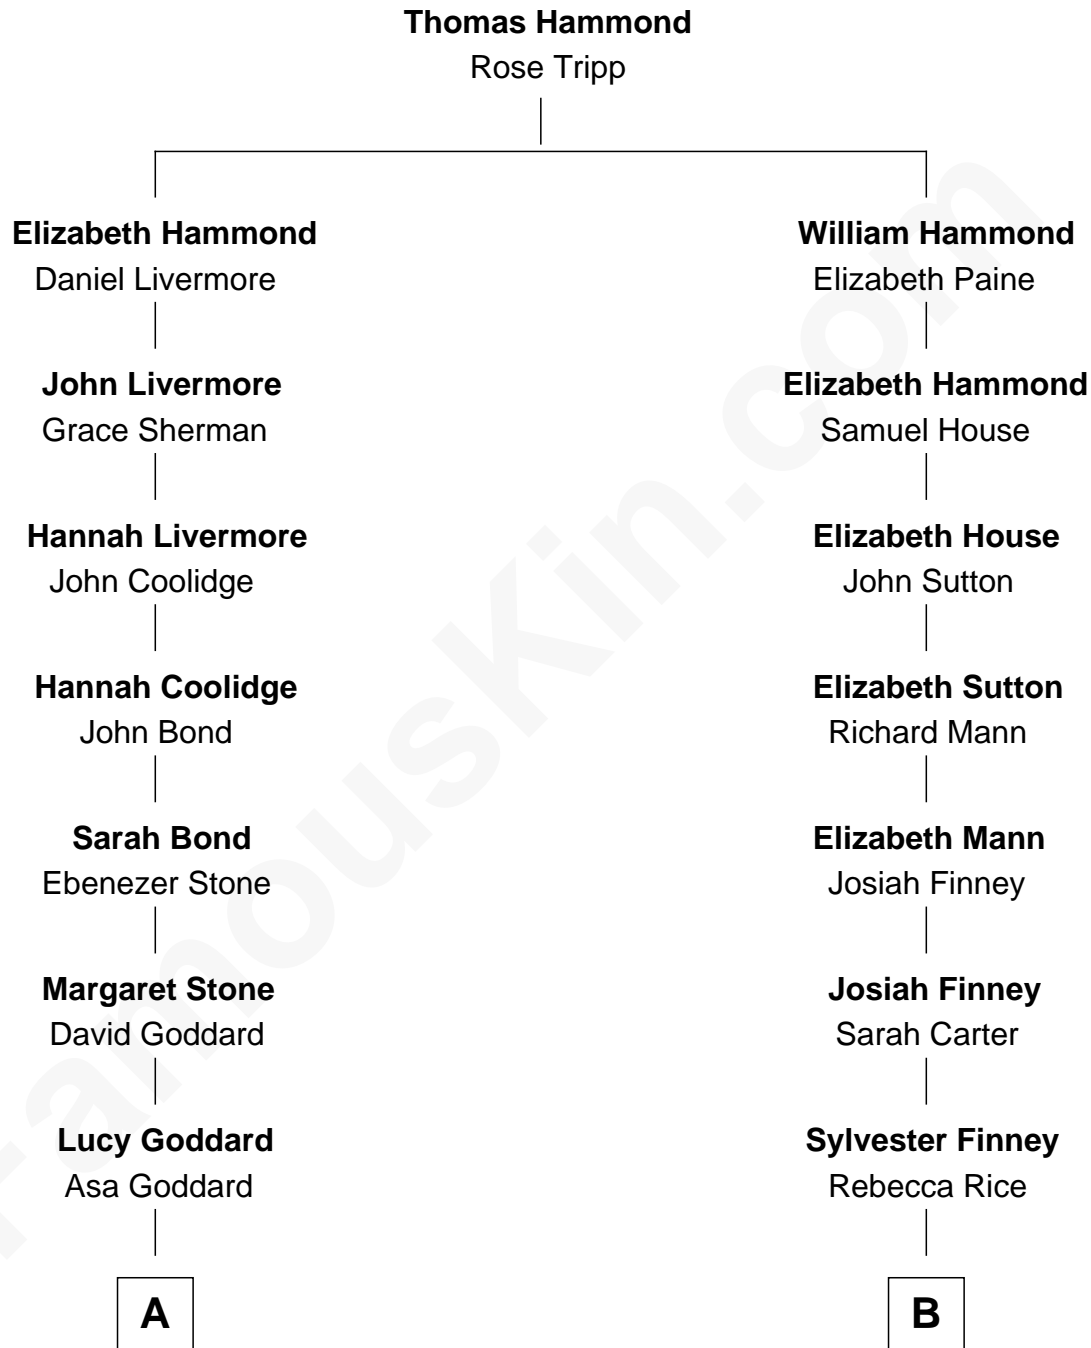 Thomas Hammond
Rose Tripp
Elizabeth Hammond
Daniel Livermore
William Hammond
Elizabeth Paine
John Livermore
Grace Sherman
Elizabeth Hammond
Samuel House
Hannah Livermore
John Coolidge
Elizabeth House
John Sutton
Hannah Coolidge
John Bond
Elizabeth Sutton
Richard Mann
Sarah Bond
Ebenezer Stone
Elizabeth Mann
Josiah Finney
Margaret Stone
David Goddard
Josiah Finney
Sarah Carter
Lucy Goddard
Asa Goddard
Sylvester Finney
Rebecca Rice
A
B
FamousKin.com